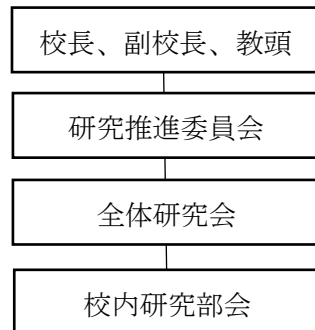 校長、副校長、教頭
研究推進委員会
全体研究会
校内研究部会